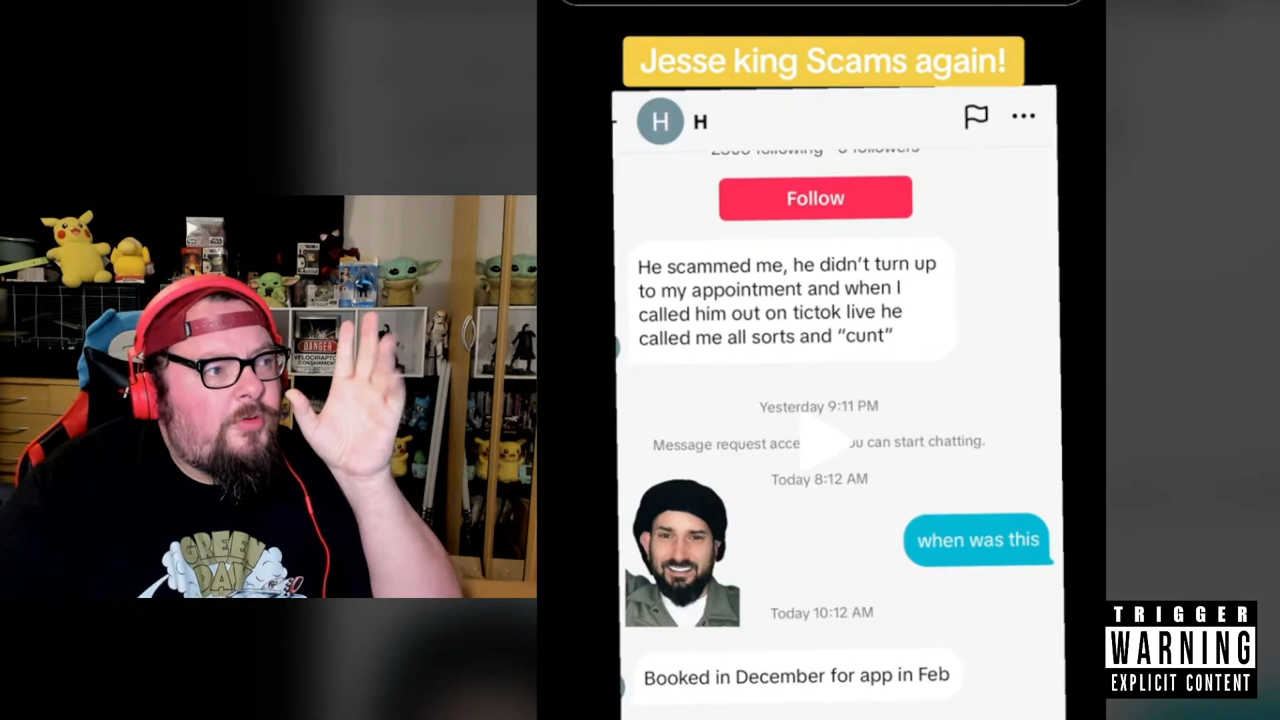 Jesse king Scams again!
H H
Follow
He scammed me, he didn't turn up
to my appointment and when I
called him out on tictok live he
called me all sorts and "cunt"
Yesterday 9:11 PM
Message request acce ou can start chatting.
Today 8:12 AM
when was this
Today 10:12 AM
Booked in December for app in Feb
DANGER
GREEN
DAY
TRIGGER
WARNING
EXPLICIT CONTENT